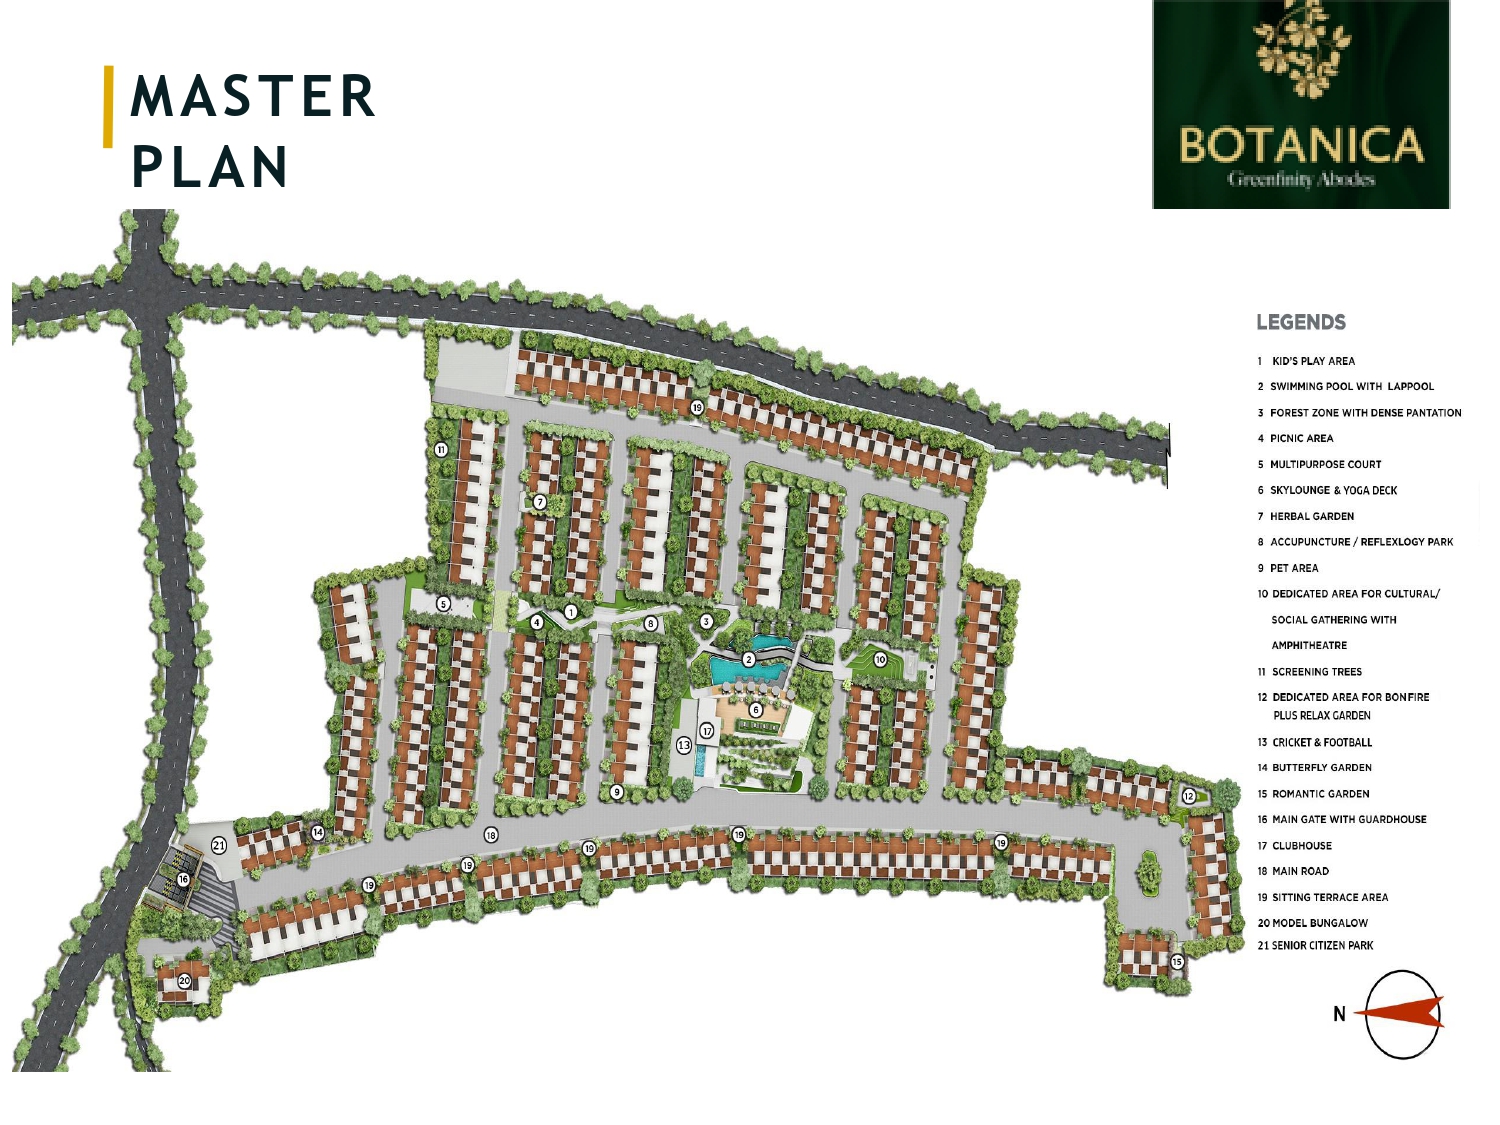 MASTER
PLAN
BOTANICA
Greenfinity Abodes
LEGENDS
1 KID'S PLAY AREA
2 SWIMMING POOL WITH LAPPOOL
3 FOREST ZONE WITH DENSE PANTATION
4 PICNIC AREA
5 MULTIPURPOSE COURT
6 SKYLOUNGE & YOGA DECK
7 HERBAL GARDEN
8 ACCUPUNCTURE / REFLEXLOGY PARK
9 PET AREA
10 DEDICATED AREA FOR CULTURAL/
SOCIAL GATHERING WITH
AMPHITHEATRE
11 SCREENING TREES
12 DEDICATED AREA FOR BONFIRE
PLUS RELAX GARDEN
13 CRICKET & FOOTBALL
14 BUTTERFLY GARDEN
15 ROMANTIC GARDEN
16 MAIN GATE WITH GUARDHOUSE
17 CLUBHOUSE
18 MAIN ROAD
19 SITTING TERRACE AREA
20 MODEL BUNGALOW
21 SENIOR CITIZEN PARK
N
19
11
7
5
1
4
8
3
2
10
6
17
13
9
12
14
18
19
19
19
21
19
19
16
15
20